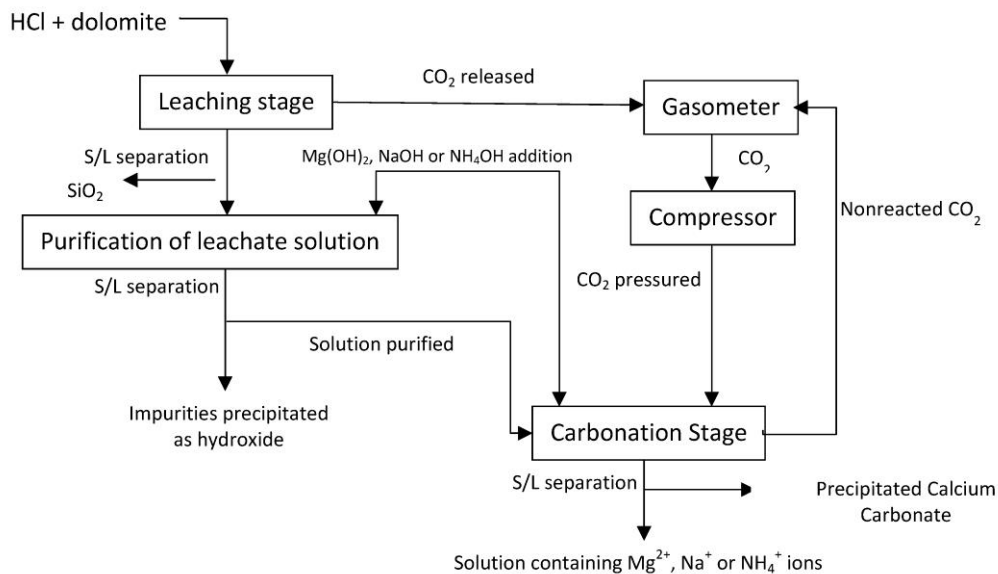 HCl + dolomite
CO₂ released
Leaching stage
Gasometer
S/L separation
Mg(OH)₂, NaOH or NH₄OH addition
SiO₂
CO₂
Nonreacted CO₂
Purification of leachate solution
Compressor
S/L separation
CO₂ pressured
Solution purified
Impurities precipitated
as hydroxide
Carbonation Stage
S/L separation
Precipitated Calcium
Carbonate
Solution containing Mg²⁺, Na⁺ or NH₄⁺ ions